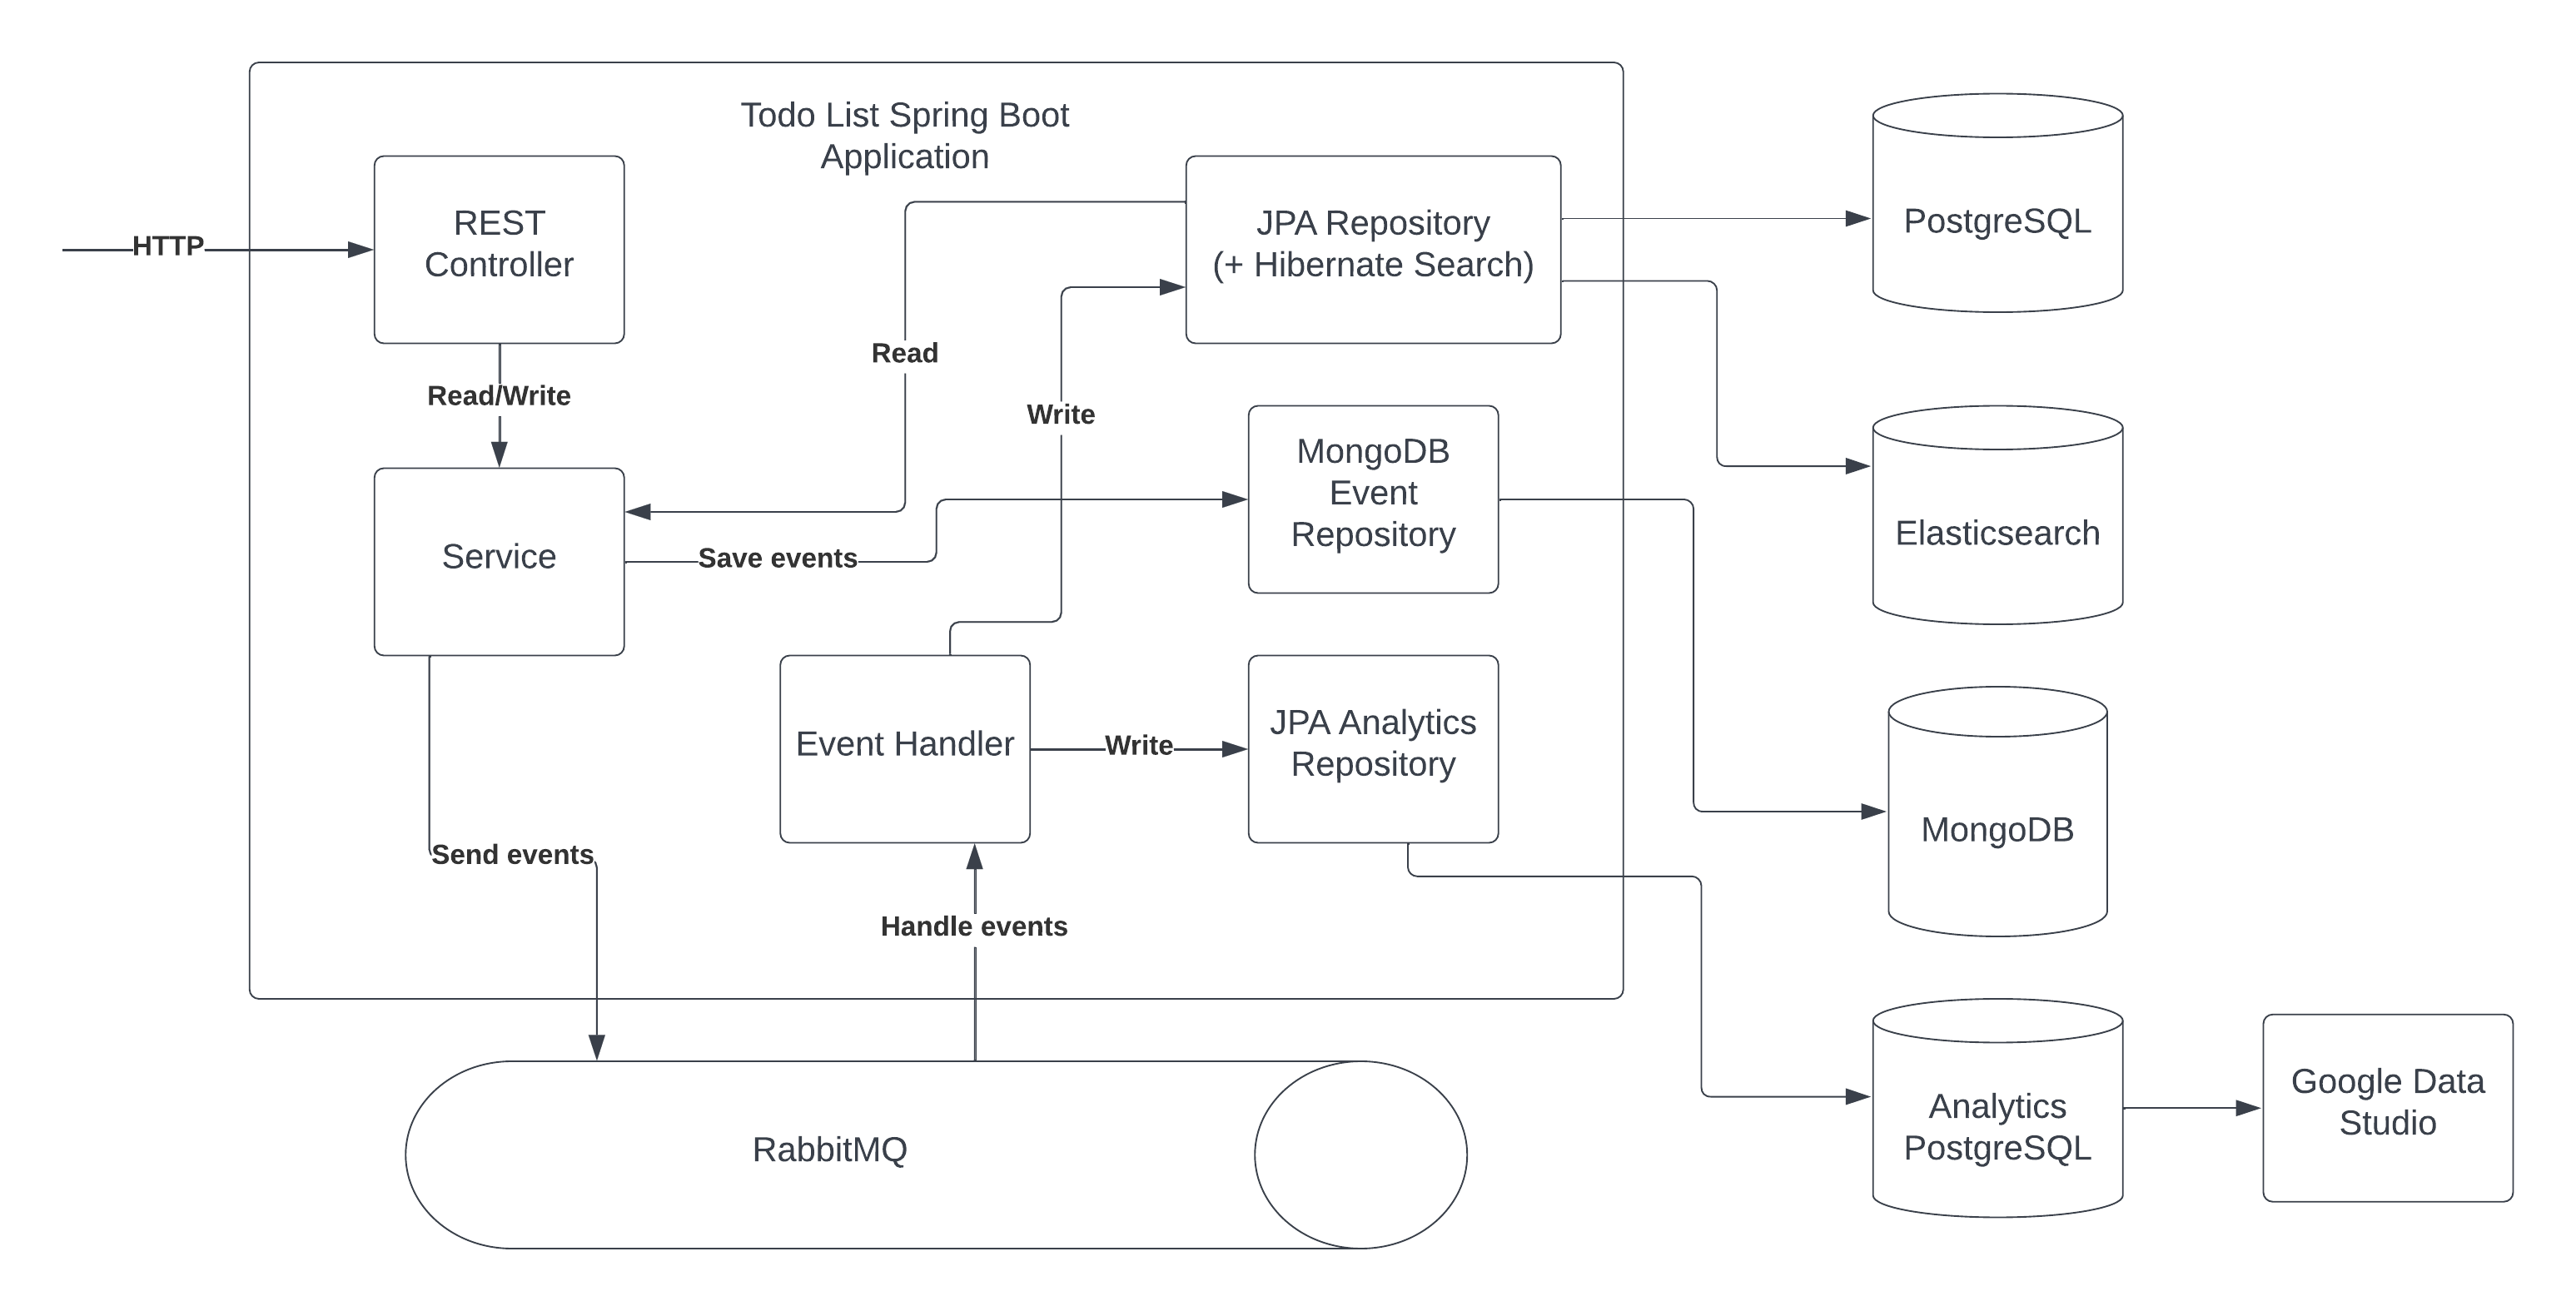 Todo List Spring Boot
Application
HTTP
REST
Controller
Read/Write
Service
Read
Write
Save events
JPA Repository
(+ Hibernate Search)
MongoDB
Event
Repository
Event Handler
Write
JPA Analytics
Repository
Send events
Handle events
RabbitMQ
PostgreSQL
Elasticsearch
MongoDB
Analytics
PostgreSQL
Google Data
Studio